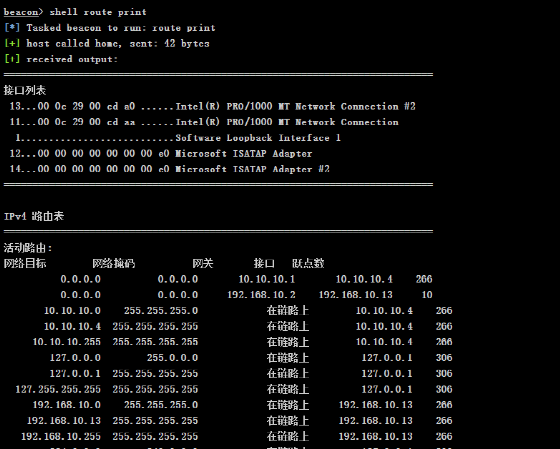 beacon> shell route print
[*] Tasked beacon to run: route print
[+] host called home, sent: 42 bytes
[+] received output:
===========================================================================
接口列表
13...00 0c 29 00 cd a0 ......Intel(R) PRO/1000 MT Network Connection #2
11...00 0c 29 00 cd aa ......Intel(R) PRO/1000 MT Network Connection
1...........................Software Loopback Interface 1
12...00 00 00 00 00 00 00 e0 Microsoft ISATAP Adapter
14...00 00 00 00 00 00 00 e0 Microsoft ISATAP Adapter #2
===========================================================================
IPv4 路由表
===========================================================================
活动路由:
网络目标 网络掩码 网关 接口 跃点数
0.0.0.0 0.0.0.0 10.10.10.1 10.10.10.4 266
0.0.0.0 0.0.0.0 192.168.10.2 192.168.10.13 10
10.10.10.0 255.255.255.0 在链路上 10.10.10.4 266
10.10.10.4 255.255.255.255 在链路上 10.10.10.4 266
10.10.10.255 255.255.255.255 在链路上 10.10.10.4 266
127.0.0.0 255.0.0.0 在链路上 127.0.0.1 306
127.0.0.1 255.255.255.255 在链路上 127.0.0.1 306
127.255.255.255 255.255.255.255 在链路上 127.0.0.1 306
192.168.10.0 255.255.255.0 在链路上 192.168.10.13 266
192.168.10.13 255.255.255.255 在链路上 192.168.10.13 266
192.168.10.255 255.255.255.255 在链路上 192.168.10.13 266